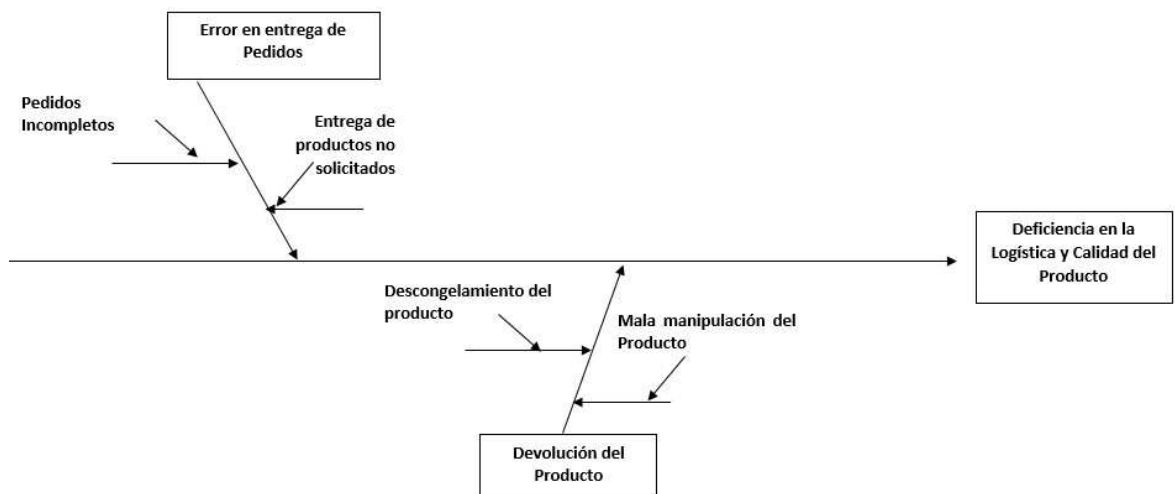 Error en entrega de
Pedidos
Pedidos
Incompletos
Entrega de
productos no
solicitados
Deficiencia en la
Logística y Calidad del
Producto
Descongelamiento del
producto
Mala manipulación del
Producto
Devolución del
Producto